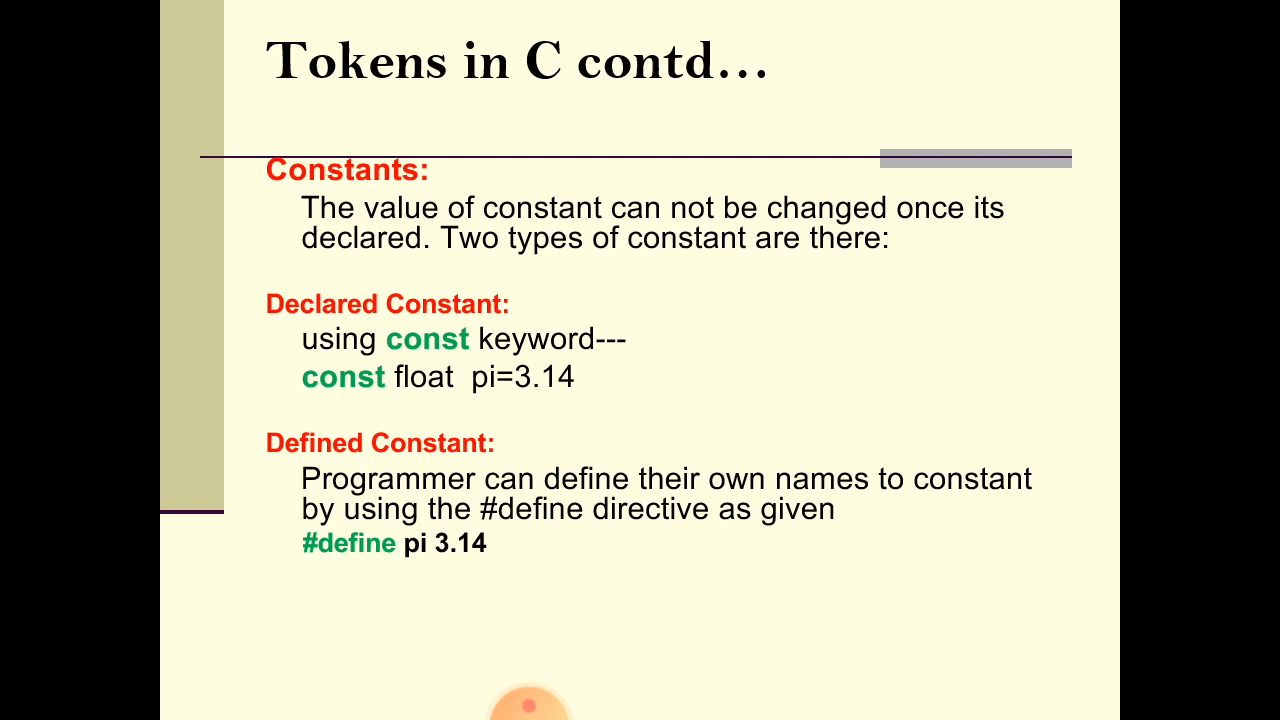 Tokens in C contd…
Constants:
The value of constant can not be changed once its
declared. Two types of constant are there:
Declared Constant:
using const keyword---
const float  pi=3.14
Defined Constant:
Programmer can define their own names to constant
by using the #define directive as given
#define pi 3.14